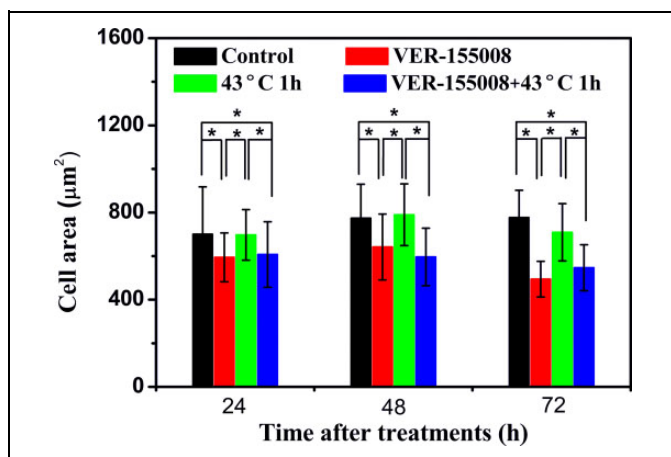 1600
1200
800
400
0
Cell area (μm²)
Control
VER-155008
43°C 1h
VER-155008+43°C 1h
*
* * *
*
* * *
*
* * *
24 48 72
Time after treatments (h)